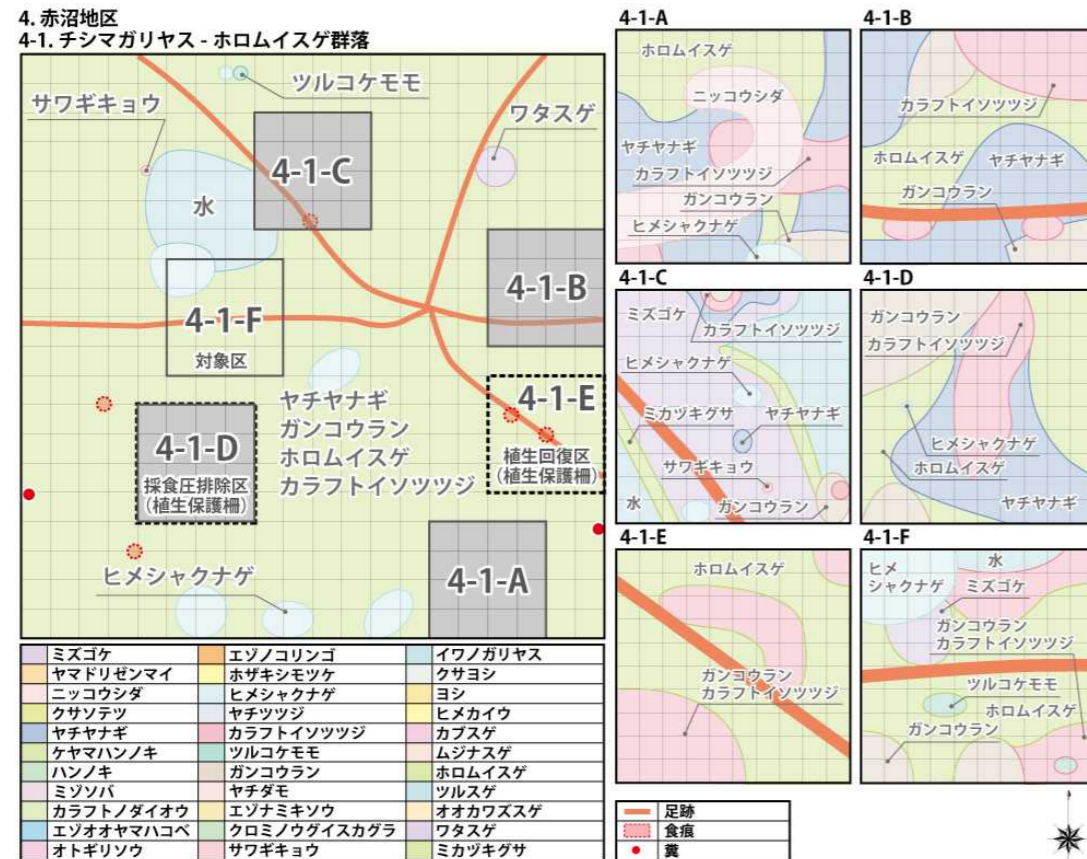 4. 赤沼地区
4-1. チシマガリヤス - ホロムイスゲ群落
ツルコケモモ
サワギキョウ
ワタスゲ
4-1-C
水
4-1-B
4-1-F
対象区
4-1-E
植生回復区
(植生保護柵)
ヤチヤナギ
ガンコウラン
ホロムイスゲ
カラフトイソツツジ
4-1-D
採食圧排除区
(植生保護柵)
ヒメシャクナゲ
4-1-A
4-1-A
ホロムイスゲ
ニッコウシダ
ヤチヤナギ
カラフトイソツツジ
ガンコウラン
ヒメシャクナゲ
4-1-B
カラフトイソツツジ
ホロムイスゲ
ヤチヤナギ
ガンコウラン
4-1-C
ミズゴケ
カラフトイソツツジ
ヒメシャクナゲ
ミカヅキグサ
ヤチヤナギ
サワギキョウ
水
ガンコウラン
4-1-D
ガンコウラン
カラフトイソツツジ
ヒメシャクナゲ
ホロムイスゲ
ヤチヤナギ
4-1-E
ホロムイスゲ
ガンコウラン
カラフトイソツツジ
4-1-F
ヒメ
シャクナゲ
水
ミズゴケ
ガンコウラン
カラフトイソツツジ
ツルコケモモ
ホロムイスゲ
ガンコウラン
ミズゴケ エゾノコリンゴ イワノガリヤス
ヤマドリゼンマイ ホザキシモツケ クサヨシ
ニッコウシダ ヒメシャクナゲ ヨシ
クサソテツ ヤチツツジ ヒメカイウ
ヤチヤナギ カラフトイソツツジ カブスゲ
ケヤマハンノキ ツルコケモモ ムジナスゲ
ハンノキ ガンコウラン ホロムイスゲ
ミゾソバ ヤチダモ ツルスゲ
カラフトノダイオウ エゾナミキソウ オオカワズスゲ
エゾオオヤマハコベ クロミノウグイスカグラ ワタスゲ
オトギリソウ サワギキョウ ミカヅキグサ
足跡
食痕
糞